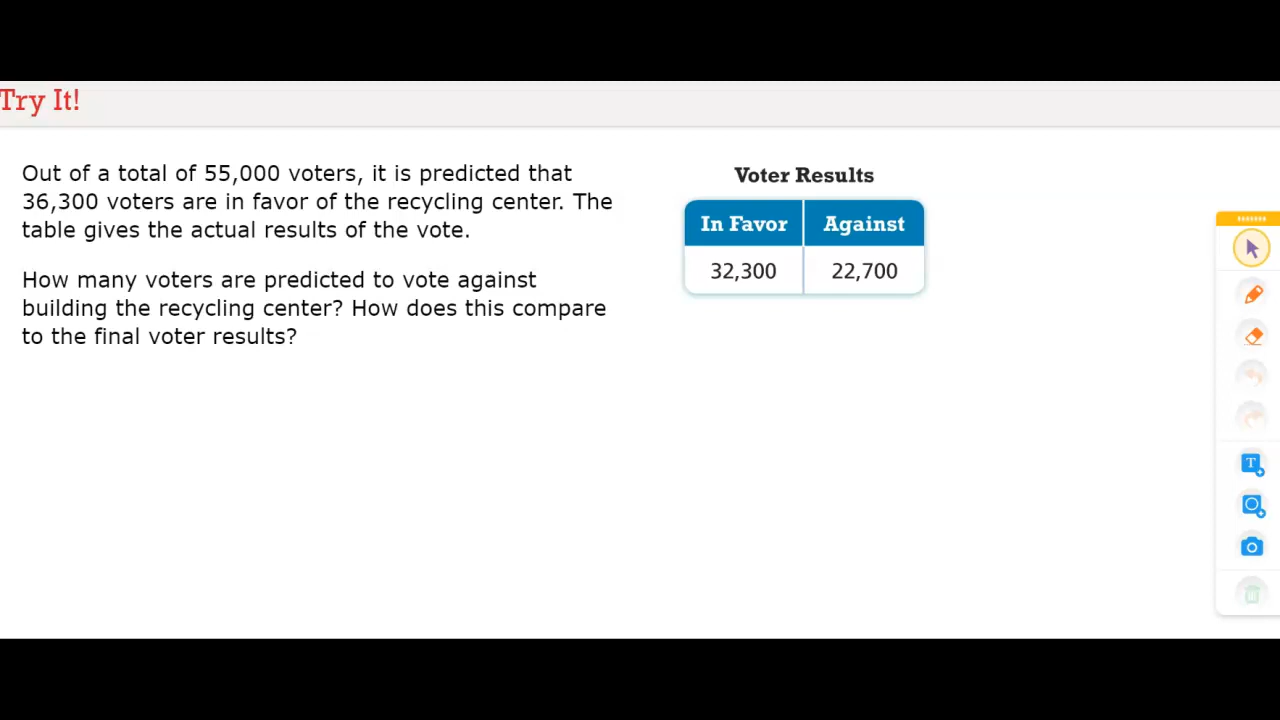 Try It!
Out of a total of 55,000 voters, it is predicted that
36,300 voters are in favor of the recycling center. The
table gives the actual results of the vote.
How many voters are predicted to vote against
building the recycling center? How does this compare
to the final voter results?
Voter Results
In Favor Against
32,300 22,700
T